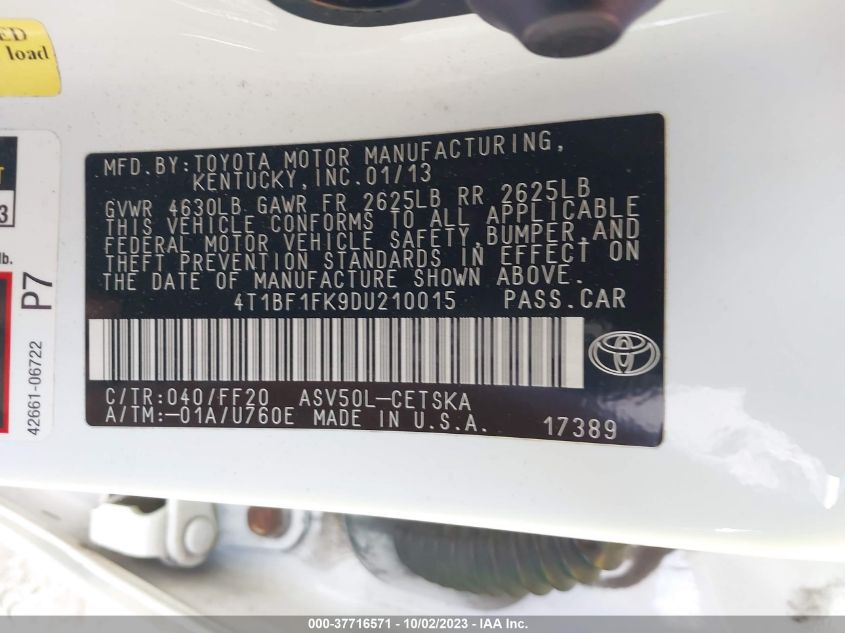 ED
load
MFD.BY:TOYOTA MOTOR MANUFACTURING,
KENTUCKY,INC.01/13
GVWR 4630LB GAWR FR 2625LB RR 2625LB
THIS VEHICLE CONFORMS TO ALL APPLICABLE
FEDERAL MOTOR VEHICLE SAFETY,BUMPER,AND
THEFT PREVENTION STANDARDS IN EFFECT ON
THE DATE OF MANUFACTURE SHOWN ABOVE.
4T1BF1FK9DU210015 PASS.CAR
C/TR:040/FF20 ASV50L-CETSKA
A/TM:-01A/U760E MADE IN U.S.A. 17389
3
lb.
P7
42661-06722
000-37716571 - 10/02/2023 - IAA Inc.